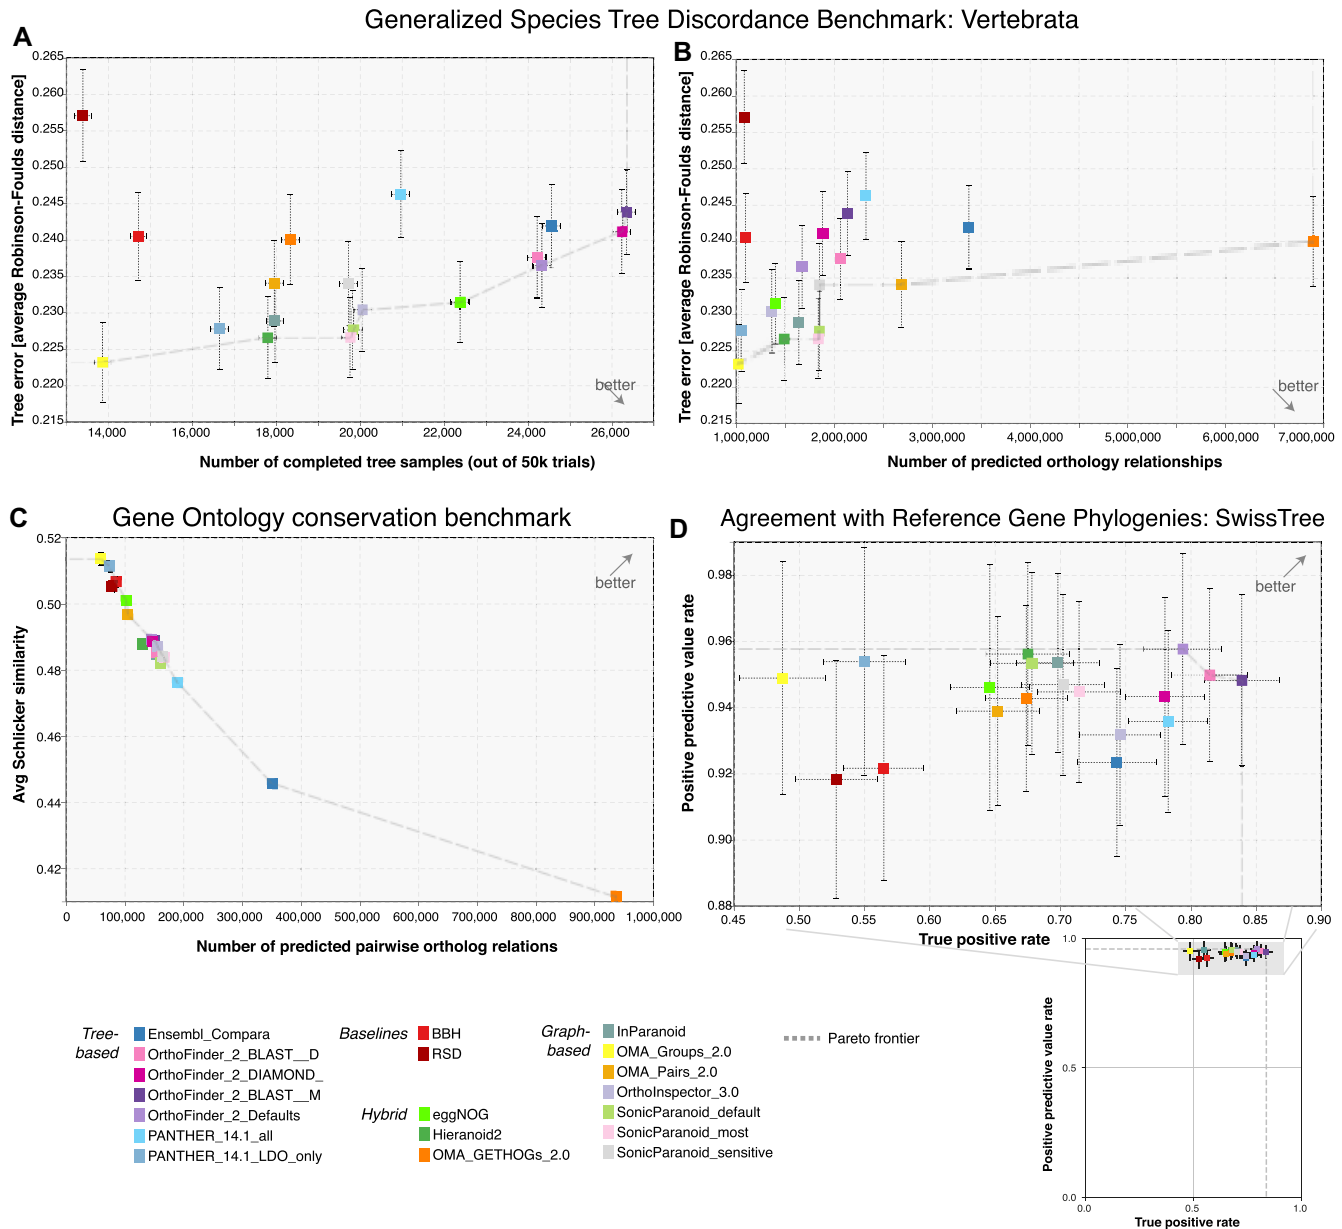 Generalized Species Tree Discordance Benchmark: Vertebrata
A
0.265
0.260
0.255
0.250
0.245
0.240
0.235
0.230
0.225
0.220
0.215
Tree error [average Robinson-Foulds distance]
better
14,000
16,000
18,000
20,000
22,000
24,000
26,000
Number of completed tree samples (out of 50k trials)
B
0.265
0.260
0.255
0.250
0.245
0.240
0.235
0.230
0.225
0.220
0.215
Tree error [average Robinson-Foulds distance]
better
1,000,000
2,000,000
3,000,000
4,000,000
5,000,000
6,000,000
7,000,000
Number of predicted orthology relationships
C
Gene Ontology conservation benchmark
0.52
0.50
0.48
0.46
0.44
0.42
Avg Schlicker similarity
better
0
100,000
200,000
300,000
400,000
500,000
600,000
700,000
800,000
900,000
1,000,000
Number of predicted pairwise ortholog relations
D
Agreement with Reference Gene Phylogenies: SwissTree
0.98
0.96
0.94
0.92
0.90
0.88
Positive predictive value rate
better
0.45
0.50
0.55
0.60
0.65
0.70
0.75
0.80
0.85
0.90
True positive rate
1.0
0.5
0.0
Positive predictive value rate
0.0
0.5
1.0
True positive rate
Tree-
based
Ensembl_Compara
OrthoFinder_2_BLAST__D
OrthoFinder_2_DIAMOND_
OrthoFinder_2_BLAST__M
OrthoFinder_2_Defaults
PANTHER_14.1_all
PANTHER_14.1_LDO_only
Baselines
BBH
RSD
Hybrid
eggNOG
Hieranoid2
OMA_GETHOGs_2.0
Graph-
based
InParanoid
OMA_Groups_2.0
OMA_Pairs_2.0
OrthoInspector_3.0
SonicParanoid_default
SonicParanoid_most
SonicParanoid_sensitive
Pareto frontier